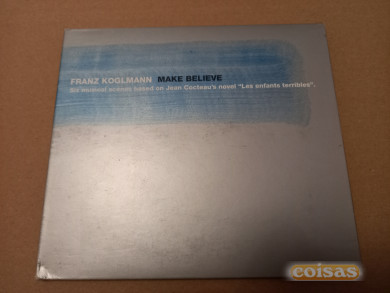 FRANZ KOGLMANN MAKE BELIEVE
Six musical scenes based on Jean Cocteau's novel "Les enfants terribles".
coisas